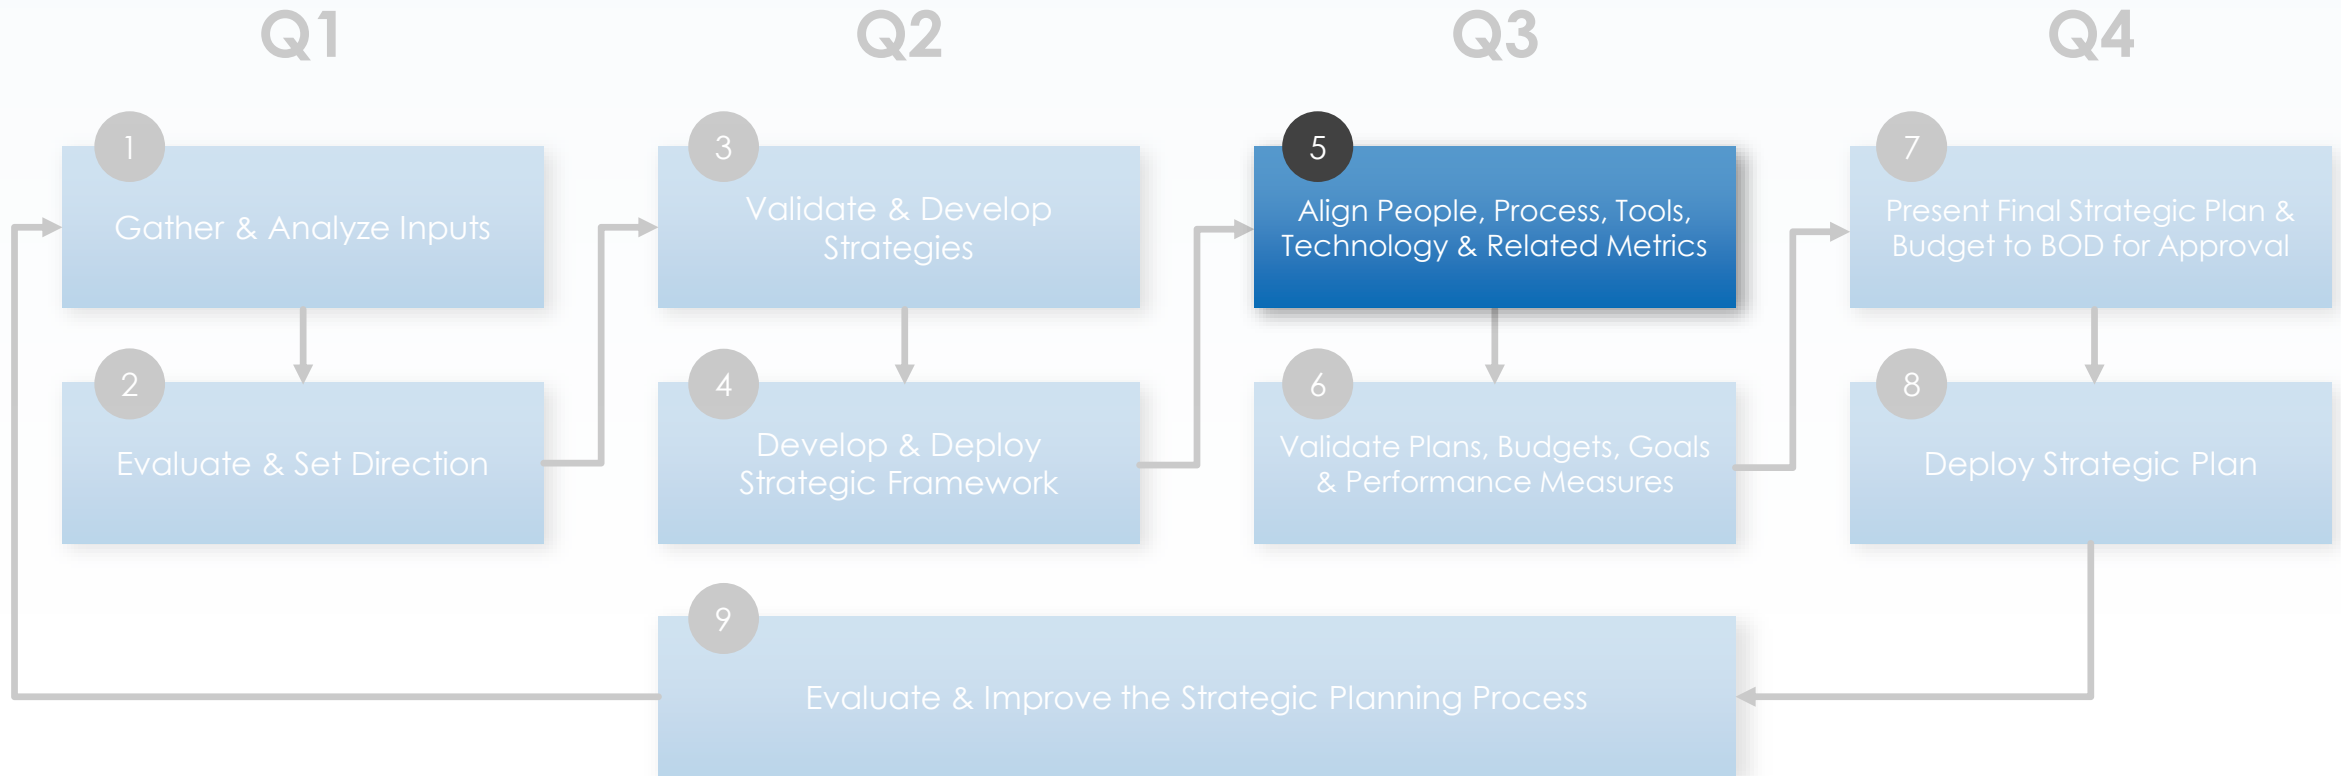 Q1
Q2
Q3
Q4
1
Gather & Analyze Inputs
2
Evaluate & Set Direction
3
Validate & Develop
Strategies
4
Develop & Deploy
Strategic Framework
5
Align People, Process, Tools,
Technology & Related Metrics
6
Validate Plans, Budgets, Goals
& Performance Measures
7
Present Final Strategic Plan &
Budget to BOD for Approval
8
Deploy Strategic Plan
9
Evaluate & Improve the Strategic Planning Process